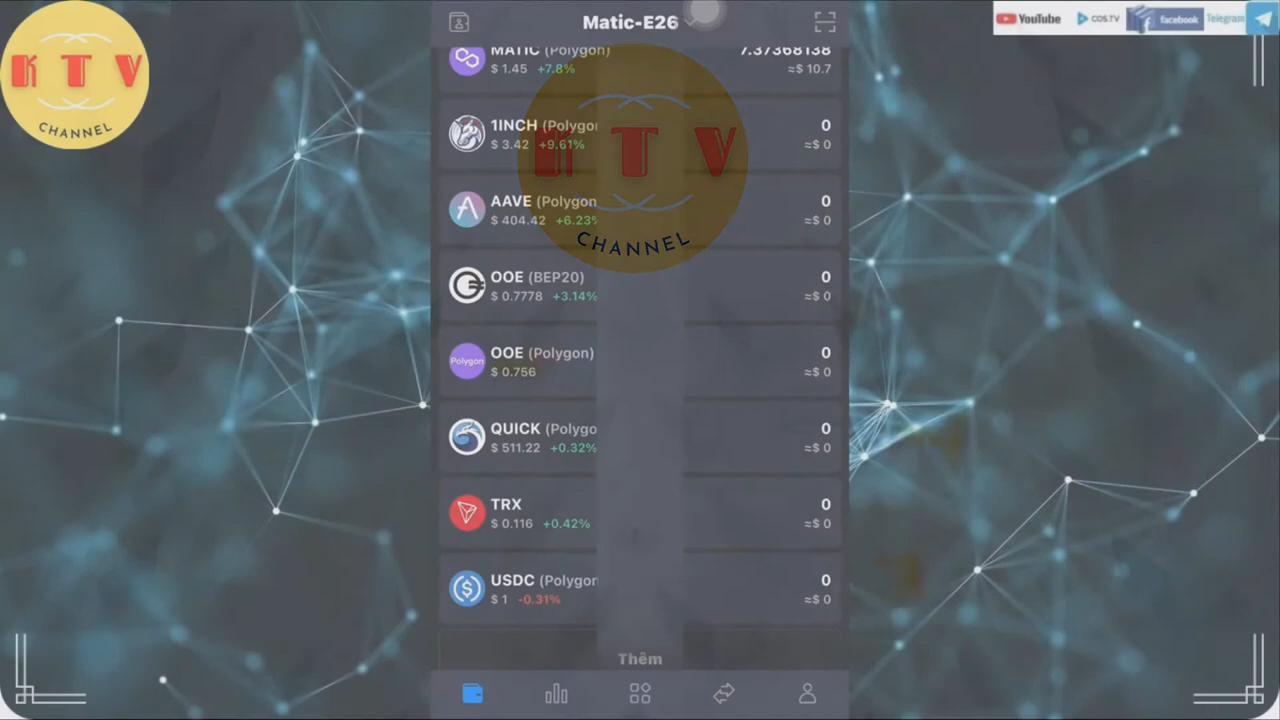 K T V
CHANNEL
YouTube
COS.TV
facebook
Telegram
Matic-E26
MATIC (Polygon)
7.37368138
$ 1.45 +7.8%
≈$ 10.7
K T V
CHANNEL
1INCH (Polygo
0
$ 3.42 +9.61%
≈$ 0
AAVE (Polygon
0
$ 404.42 +6.23%
≈$ 0
OOE (BEP20)
0
$ 0.7778 +3.14%
≈$ 0
Polygon
OOE (Polygon)
0
$ 0.756
≈$ 0
QUICK (Polygo
0
$ 511.22 +0.32%
≈$ 0
TRX
0
$ 0.116 +0.42%
≈$ 0
USDC (Polygon
0
$ 1 -0.31%
≈$ 0
Thêm